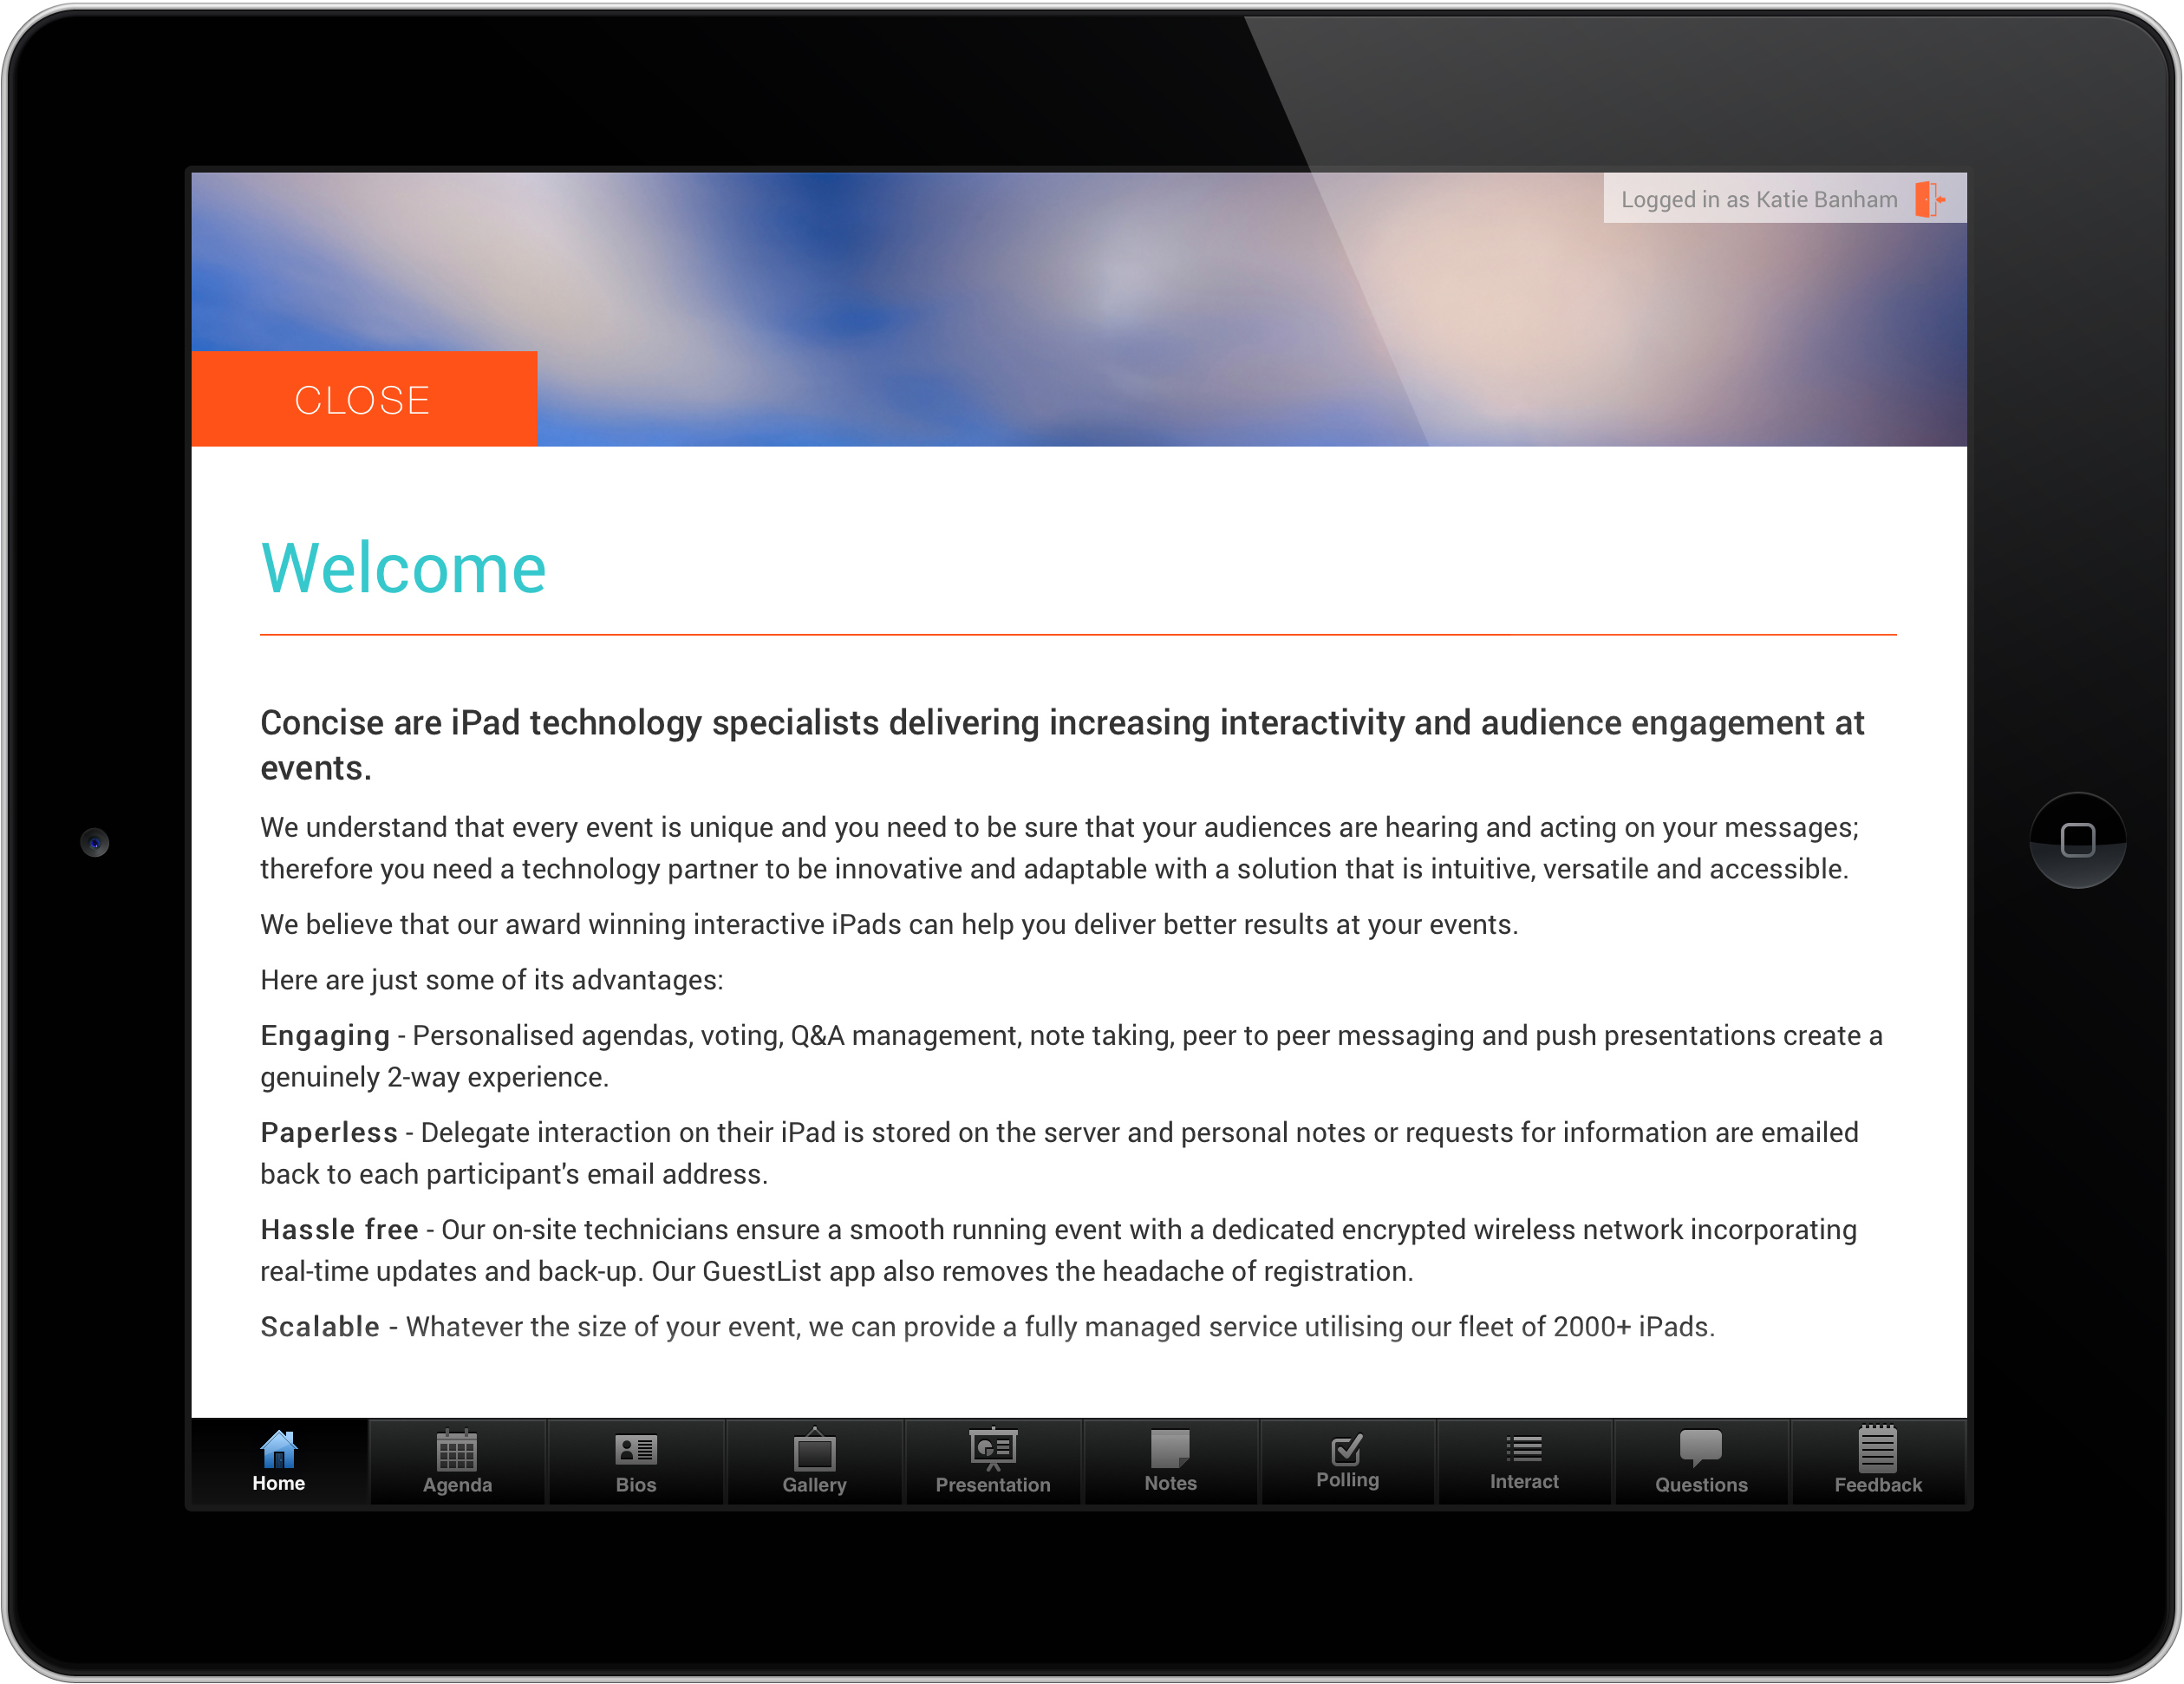 Logged in as Katie Banham
CLOSE
Welcome
Concise are iPad technology specialists delivering increasing interactivity and audience engagement at
events.
We understand that every event is unique and you need to be sure that your audiences are hearing and acting on your messages;
therefore you need a technology partner to be innovative and adaptable with a solution that is intuitive, versatile and accessible.
We believe that our award winning interactive iPads can help you deliver better results at your events.
Here are just some of its advantages:
Engaging - Personalised agendas, voting, Q&A management, note taking, peer to peer messaging and push presentations create a
genuinely 2-way experience.
Paperless - Delegate interaction on their iPad is stored on the server and personal notes or requests for information are emailed
back to each participant's email address.
Hassle free - Our on-site technicians ensure a smooth running event with a dedicated encrypted wireless network incorporating
real-time updates and back-up. Our GuestList app also removes the headache of registration.
Scalable - Whatever the size of your event, we can provide a fully managed service utilising our fleet of 2000+ iPads.
Home Agenda Bios Gallery Presentation Notes Polling Interact Questions Feedback